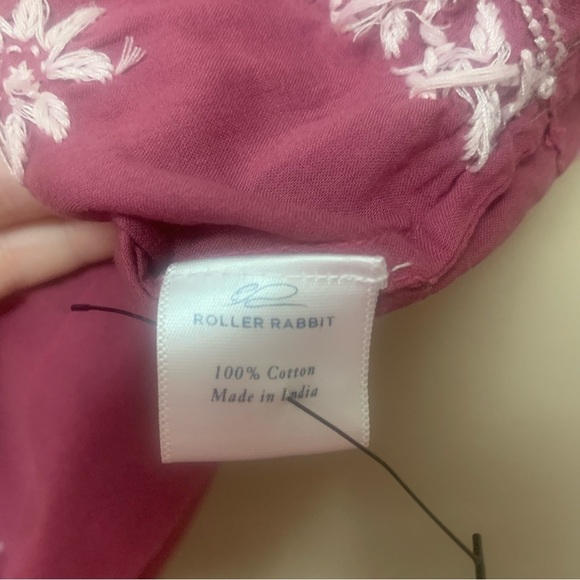 ROLLER RABBIT
100% Cotton
Made in India